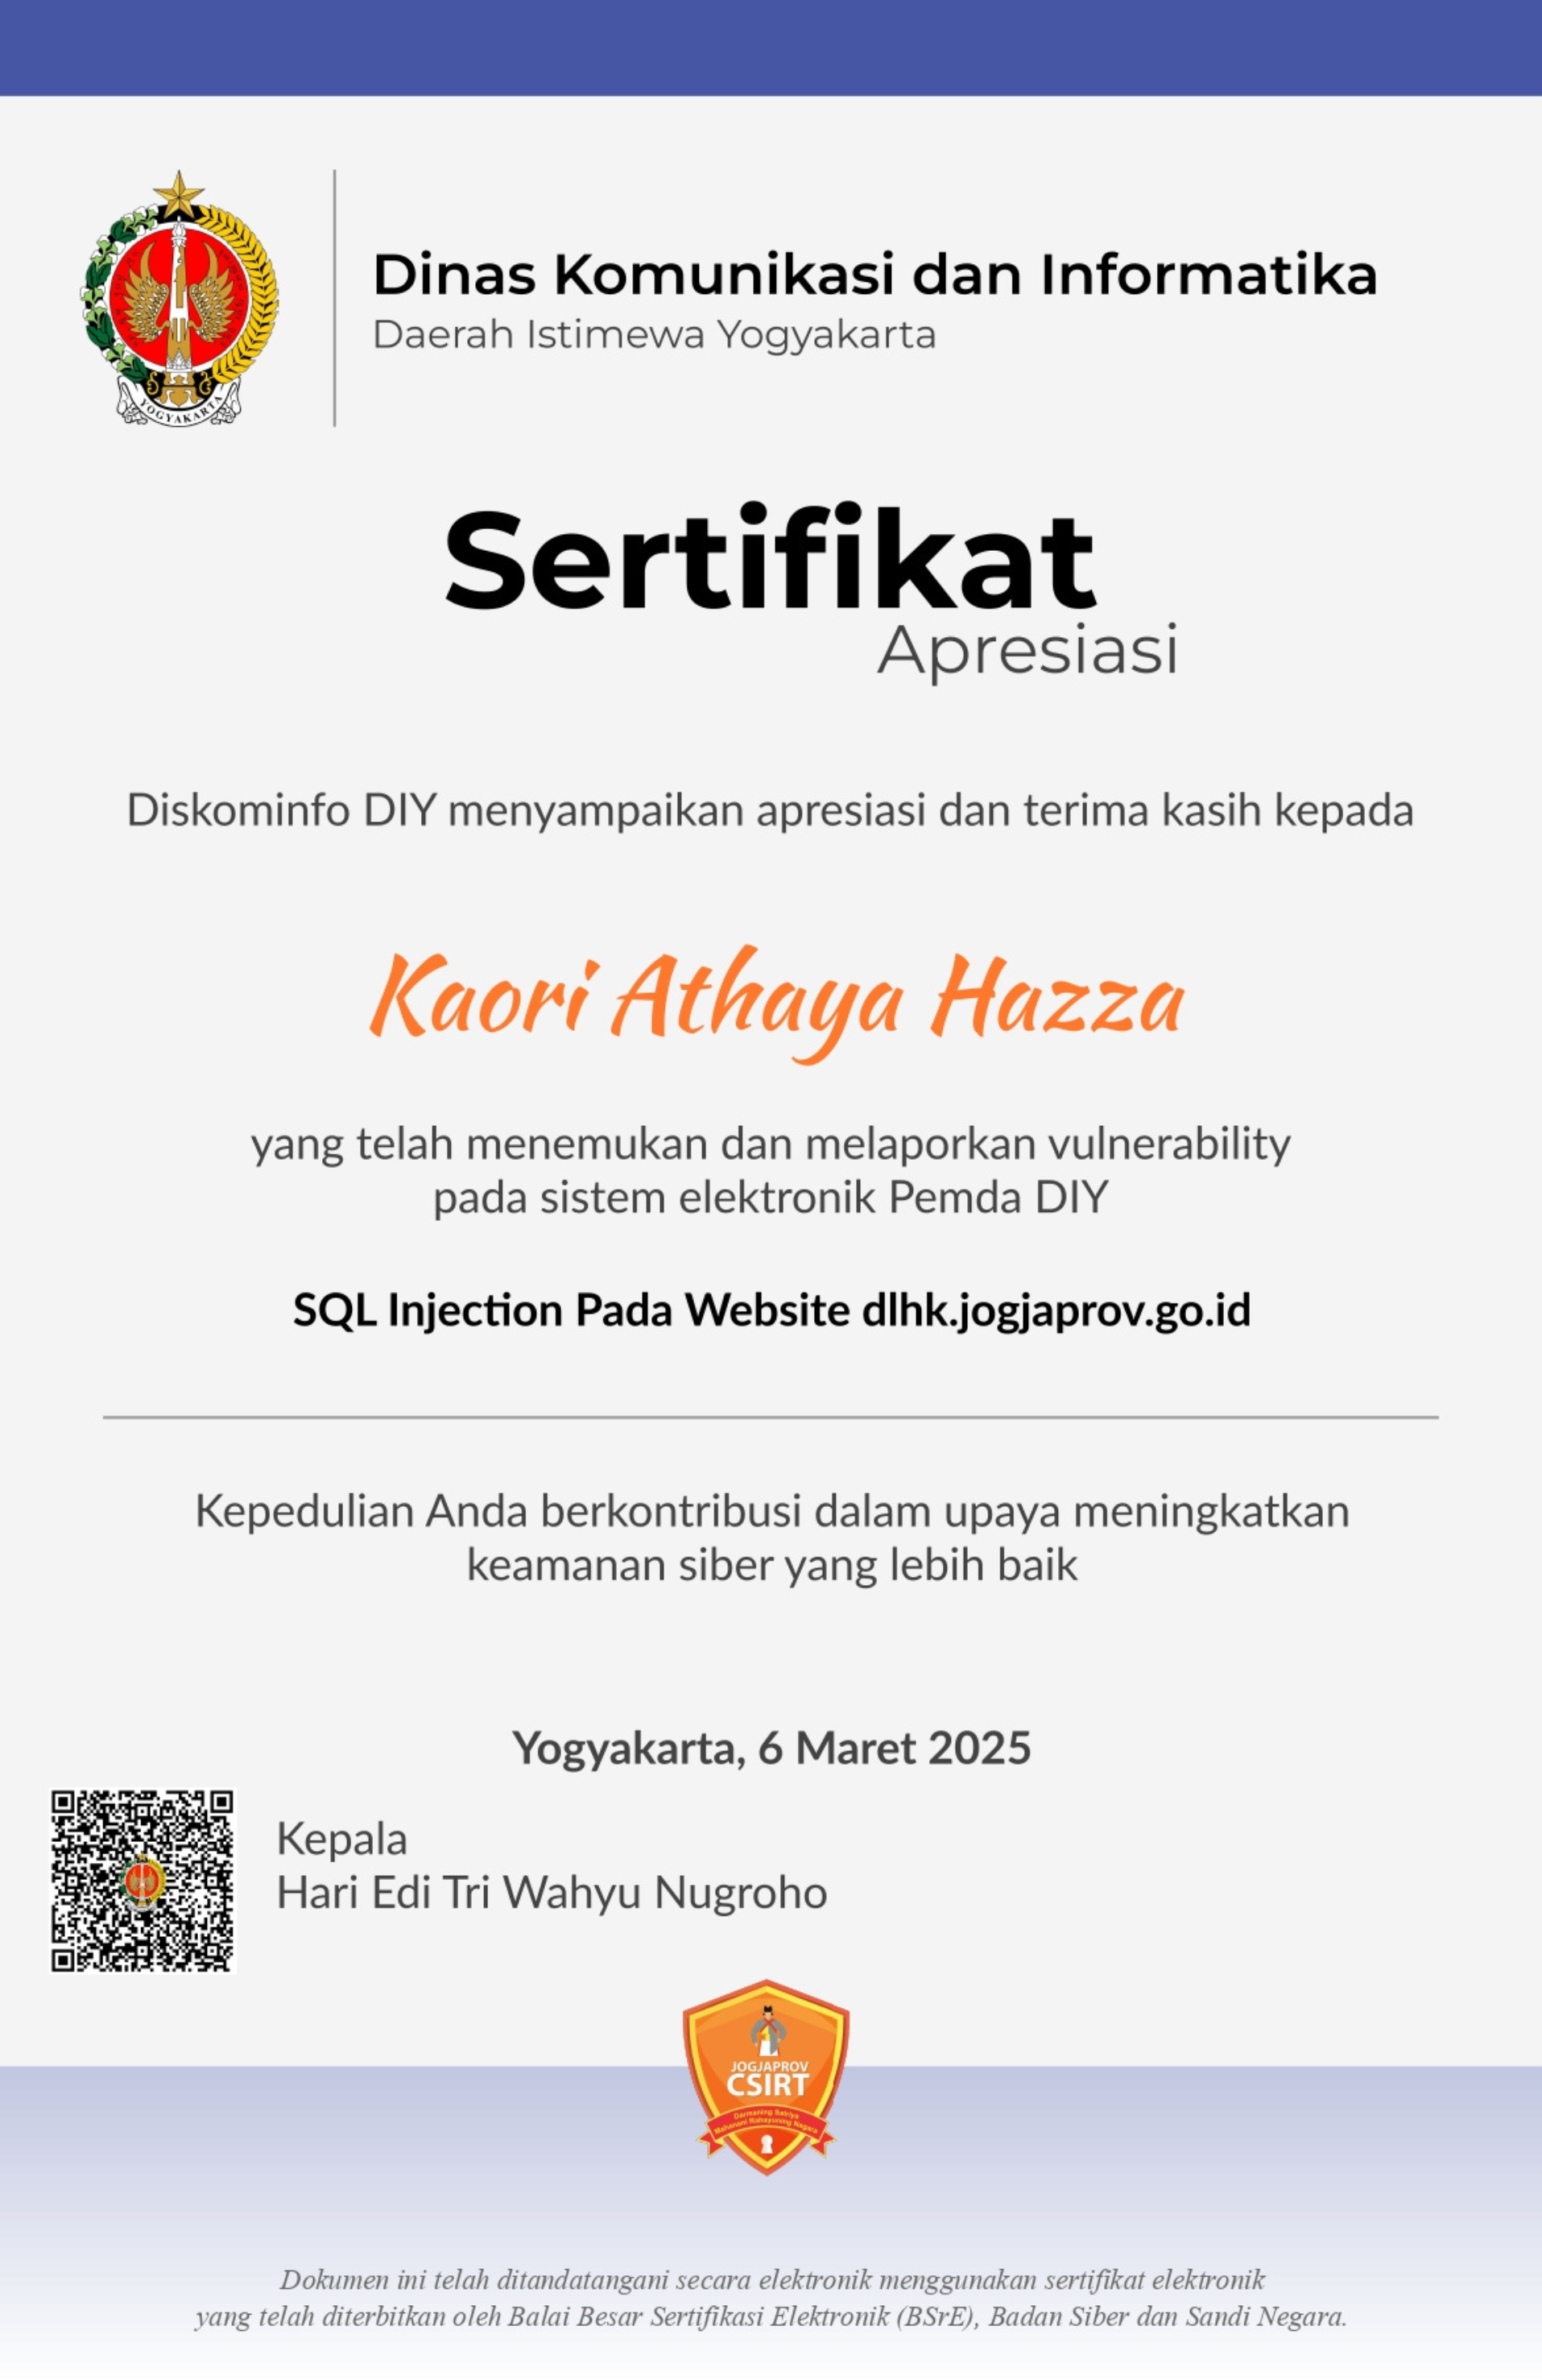 YOGYAKARTA
Dinas Komunikasi dan Informatika
Daerah Istimewa Yogyakarta
Sertifikat
Apresiasi
Diskominfo DIY menyampaikan apresiasi dan terima kasih kepada
Kaori Athaya Hazza
yang telah menemukan dan melaporkan vulnerability
pada sistem elektronik Pemda DIY
SQL Injection Pada Website dlhk.jogjaprov.go.id
Kepedulian Anda berkontribusi dalam upaya meningkatkan
keamanan siber yang lebih baik
Yogyakarta, 6 Maret 2025
Kepala
Hari Edi Tri Wahyu Nugroho
JOGJAPROV
CSIRT
Darmaning Satriya
Mahanani Rahayuning Nagara
Dokumen ini telah ditandatangani secara elektronik menggunakan sertifikat elektronik
yang telah diterbitkan oleh Balai Besar Sertifikasi Elektronik (BSrE), Badan Siber dan Sandi Negara.